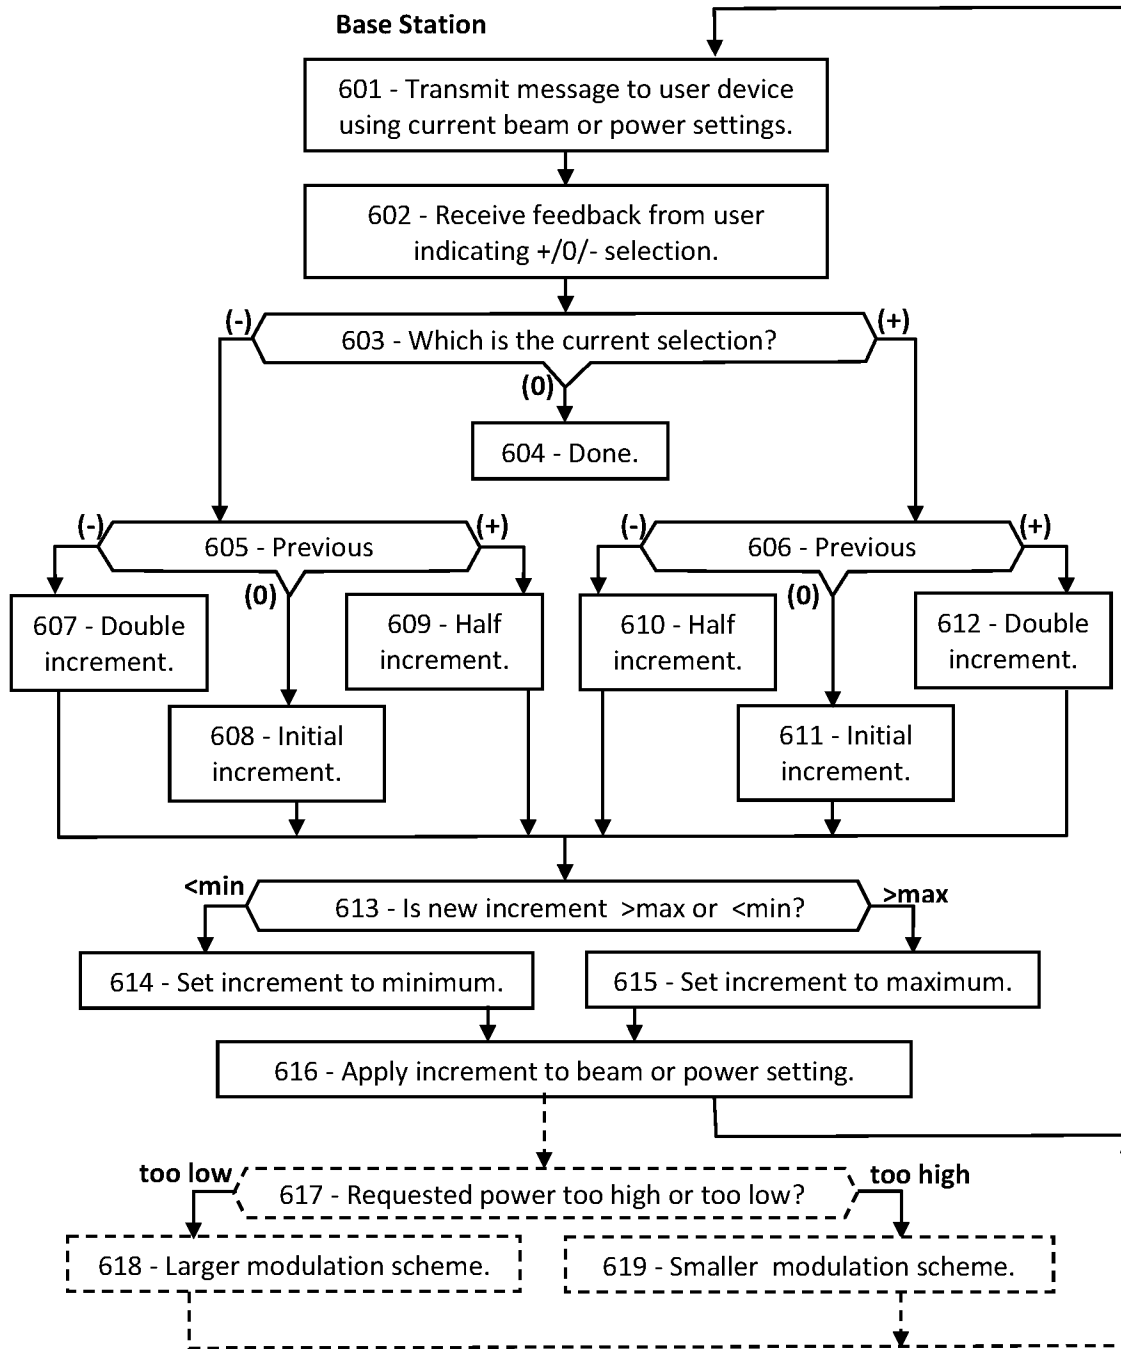 Base Station
601 - Transmit message to user device
using current beam or power settings.
602 - Receive feedback from user
indicating +/0/- selection.
(-)
603 - Which is the current selection?
(+)
(0)
604 - Done.
(-)
605 - Previous
(+)
(0)
(-)
606 - Previous
(+)
(0)
607 - Double
increment.
609 - Half
increment.
610 - Half
increment.
612 - Double
increment.
608 - Initial
increment.
611 - Initial
increment.
<min
613 - Is new increment >max or <min?
>max
614 - Set increment to minimum.
615 - Set increment to maximum.
616 - Apply increment to beam or power setting.
too low
617 - Requested power too high or too low?
too high
618 - Larger modulation scheme.
619 - Smaller modulation scheme.